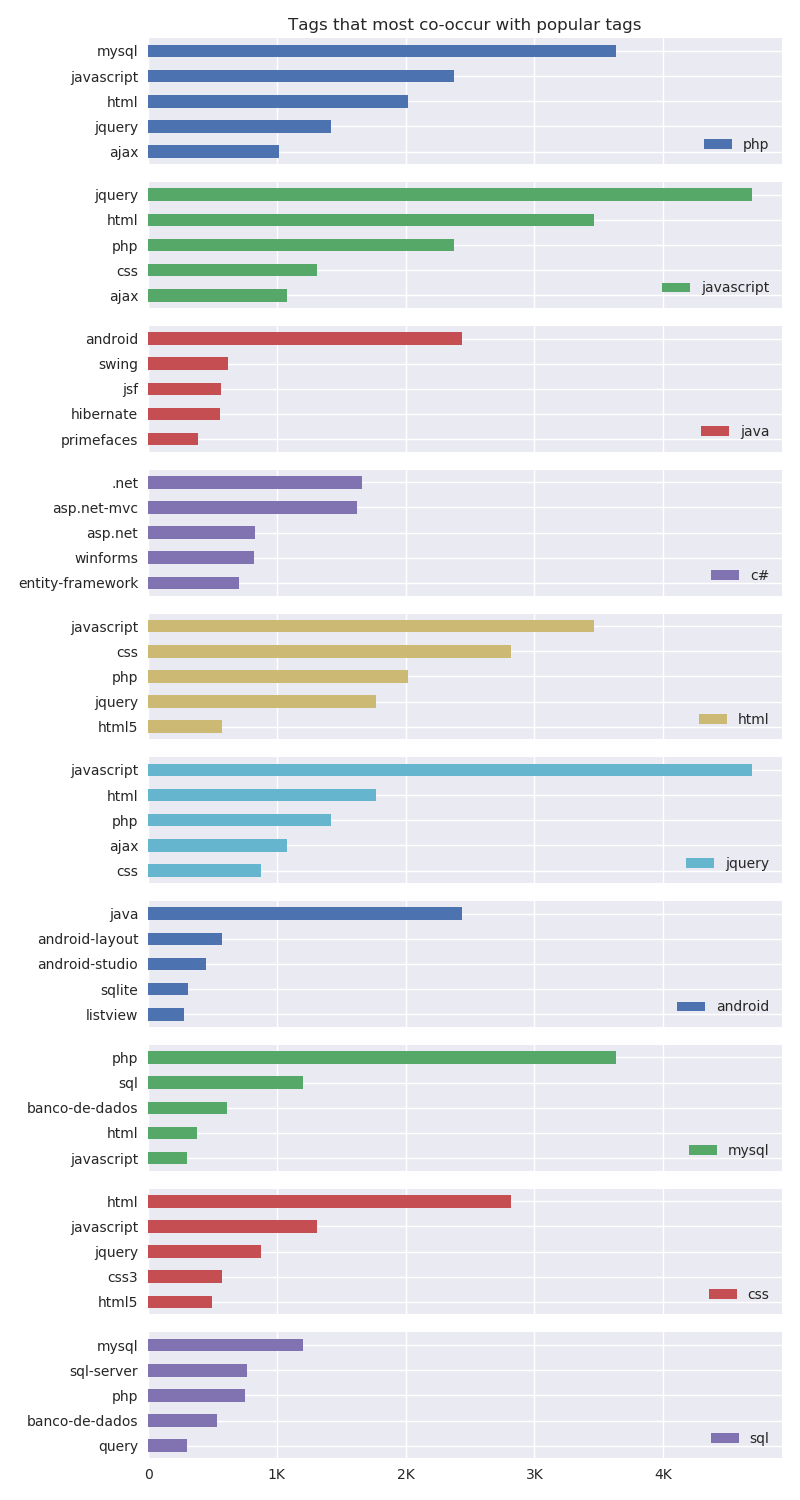 Tags that most co-occur with popular tags
mysql
javascript
html
jquery
ajax
php
jquery
html
php
css
ajax
javascript
android
swing
jsf
hibernate
primefaces
java
.net
asp.net-mvc
asp.net
winforms
entity-framework
c#
javascript
css
php
jquery
html5
html
javascript
html
php
ajax
css
jquery
java
android-layout
android-studio
sqlite
listview
android
php
sql
banco-de-dados
html
javascript
mysql
html
javascript
jquery
css3
html5
css
mysql
sql-server
php
banco-de-dados
query
sql
0 1K 2K 3K 4K